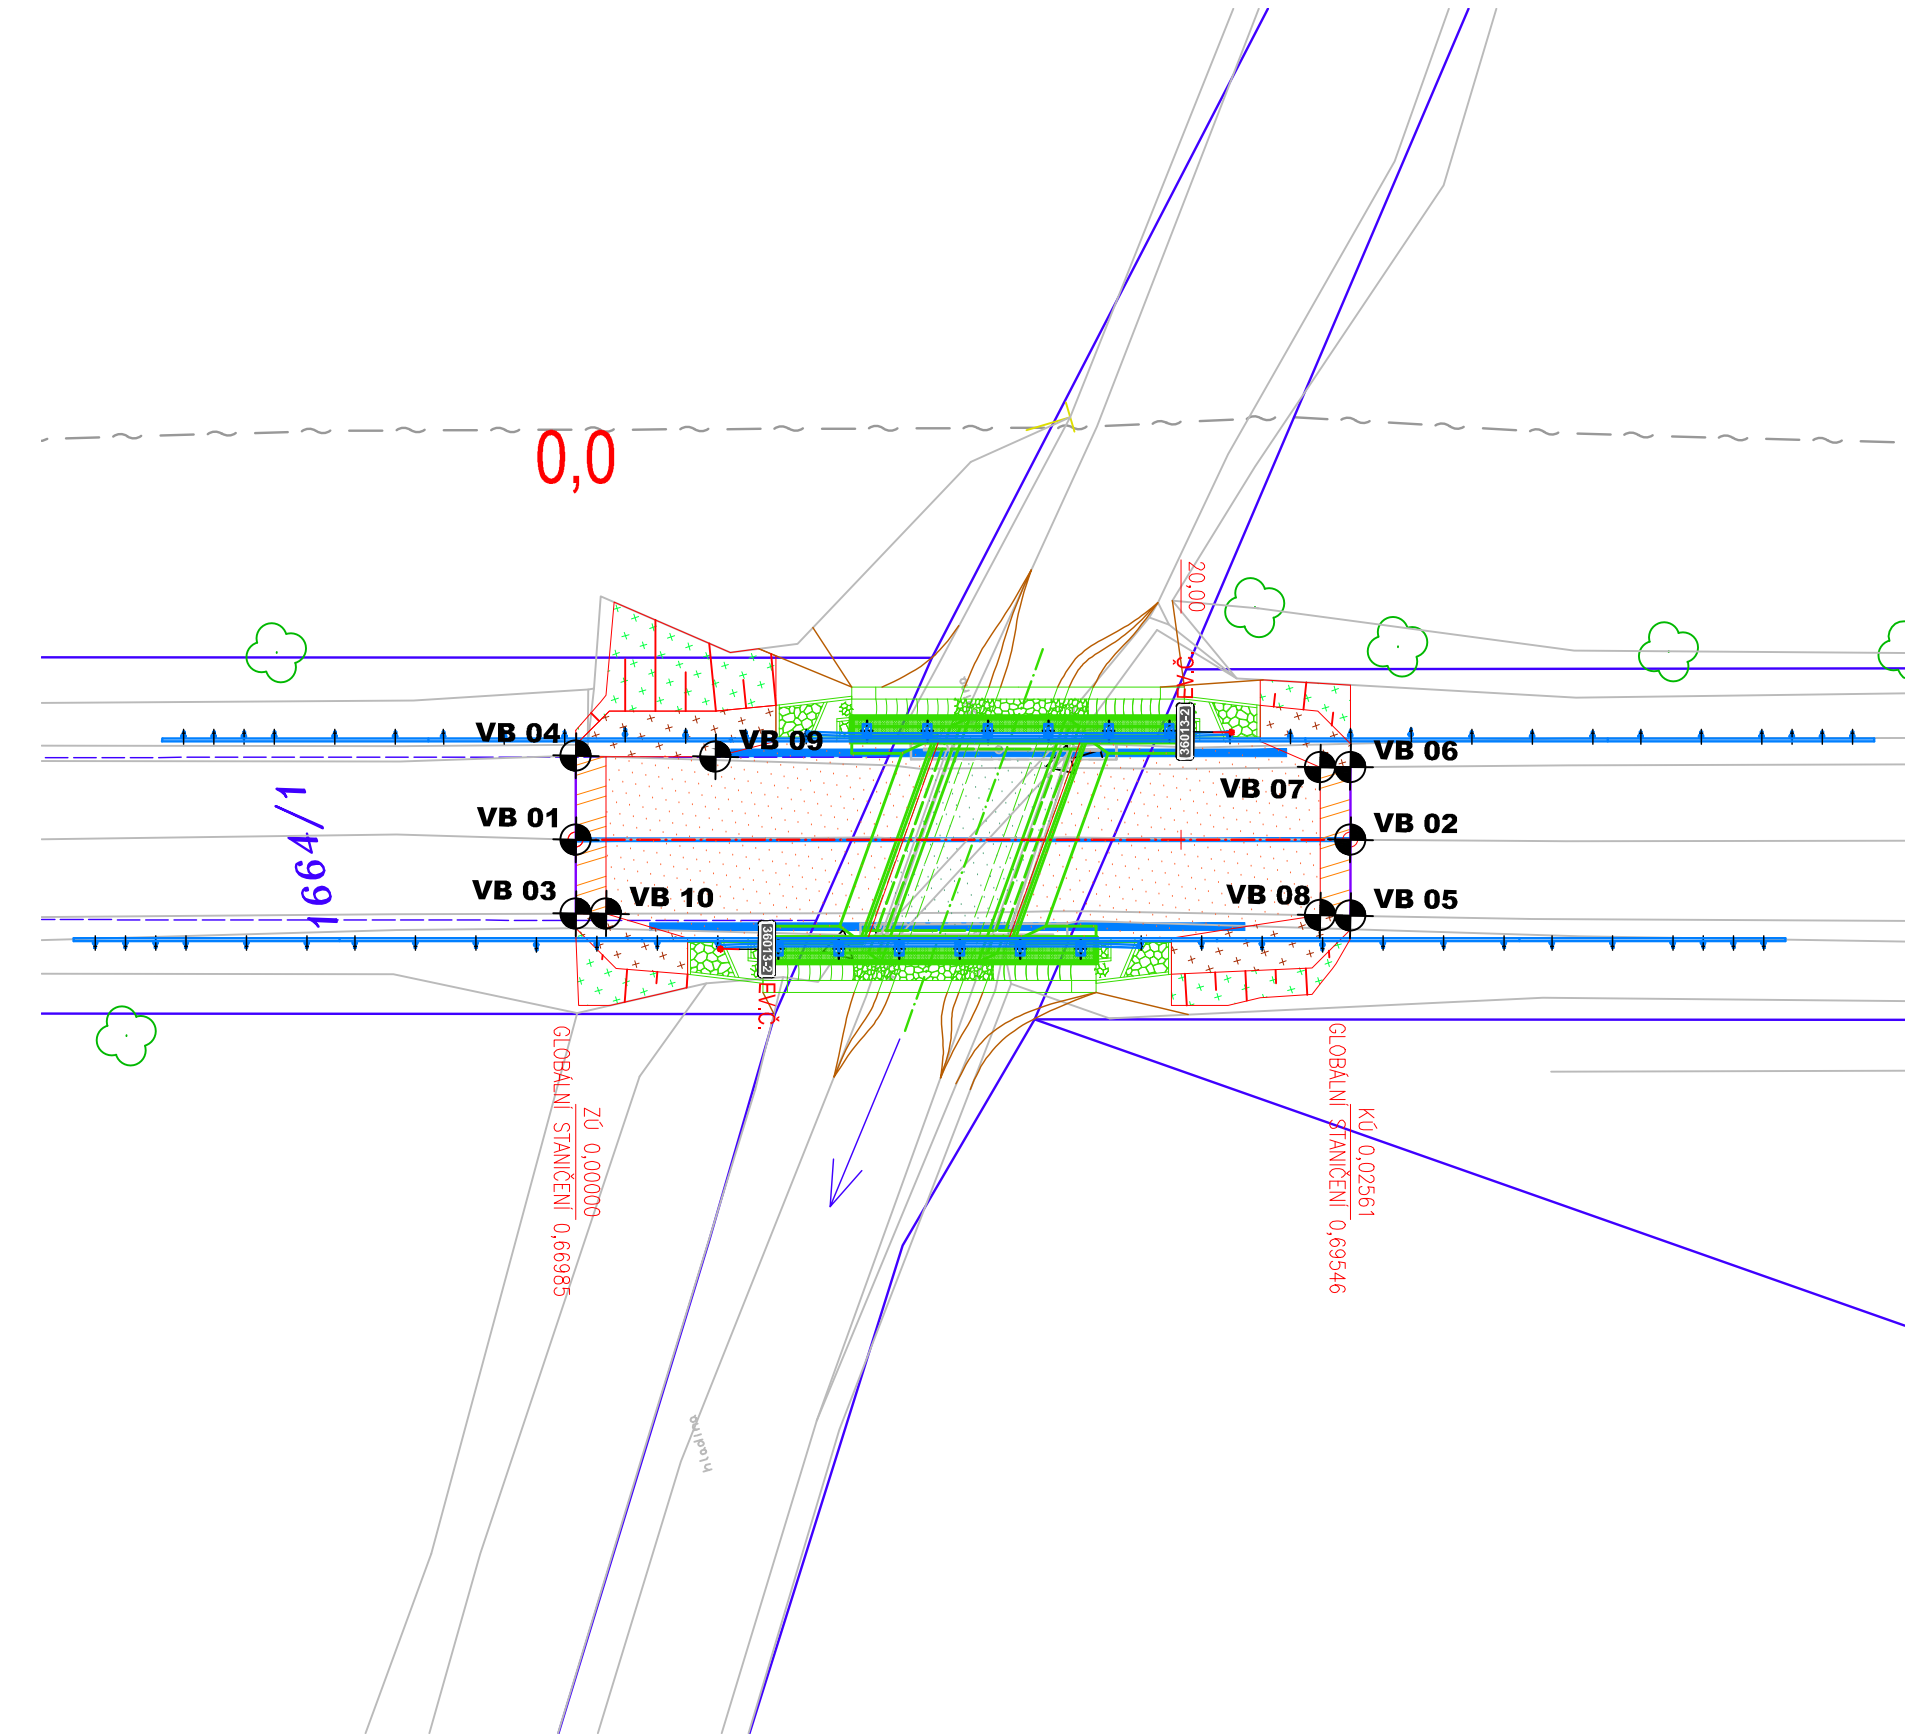 0,0
20,00
EV.Č.
36013-2
VB 04
VB 09
VB 06
VB 07
1664/1
VB 01
VB 02
VB 03
VB 10
VB 08
VB 05
36013-2
EV.Č.
ZÚ 0,00000
GLOBÁLNÍ STANIČENÍ 0,66985
KÚ 0,02561
GLOBÁLNÍ STANIČENÍ 0,69546
hladina